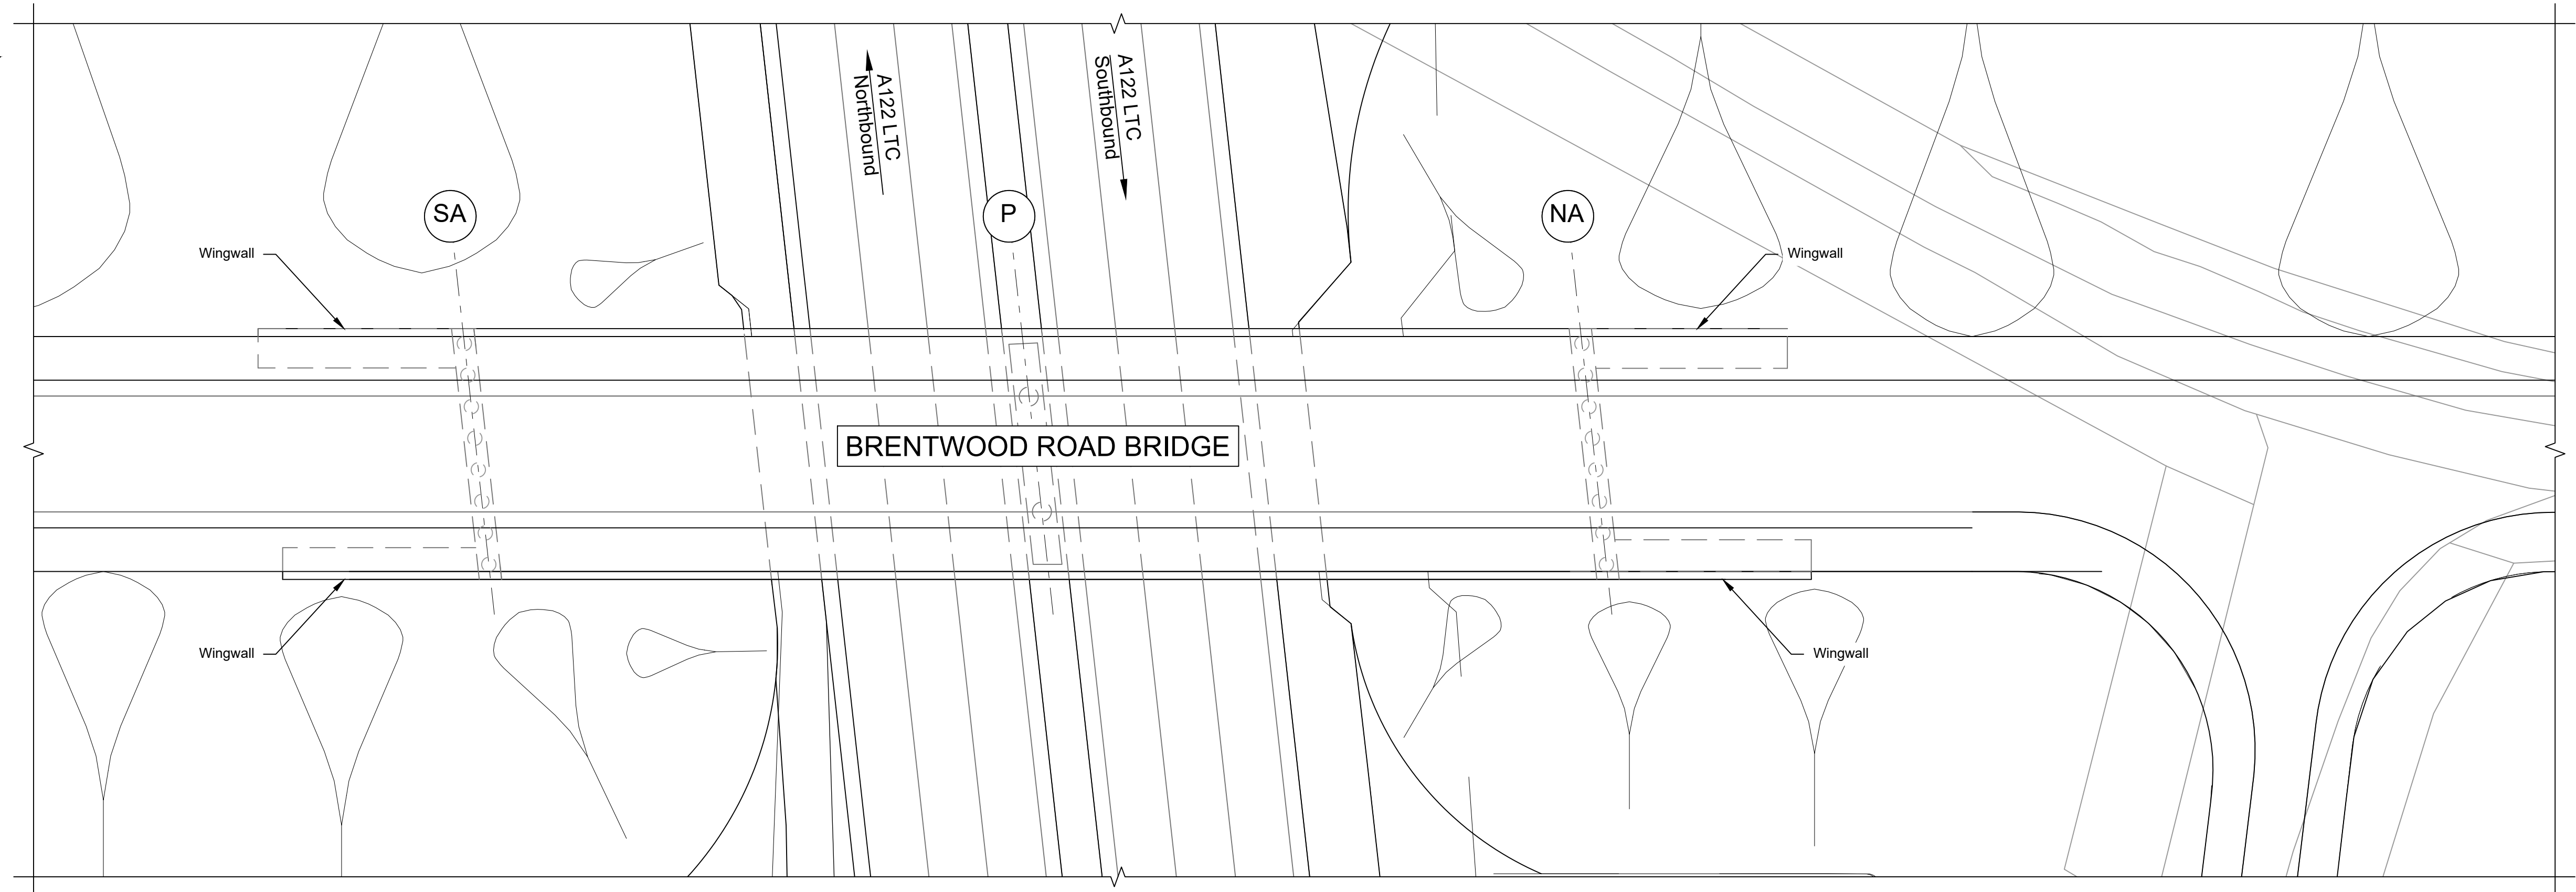 A122 LTC
Northbound
A122 LTC
Southbound
SA
P
NA
Wingwall
Wingwall
BRENTWOOD ROAD BRIDGE
Wingwall
Wingwall